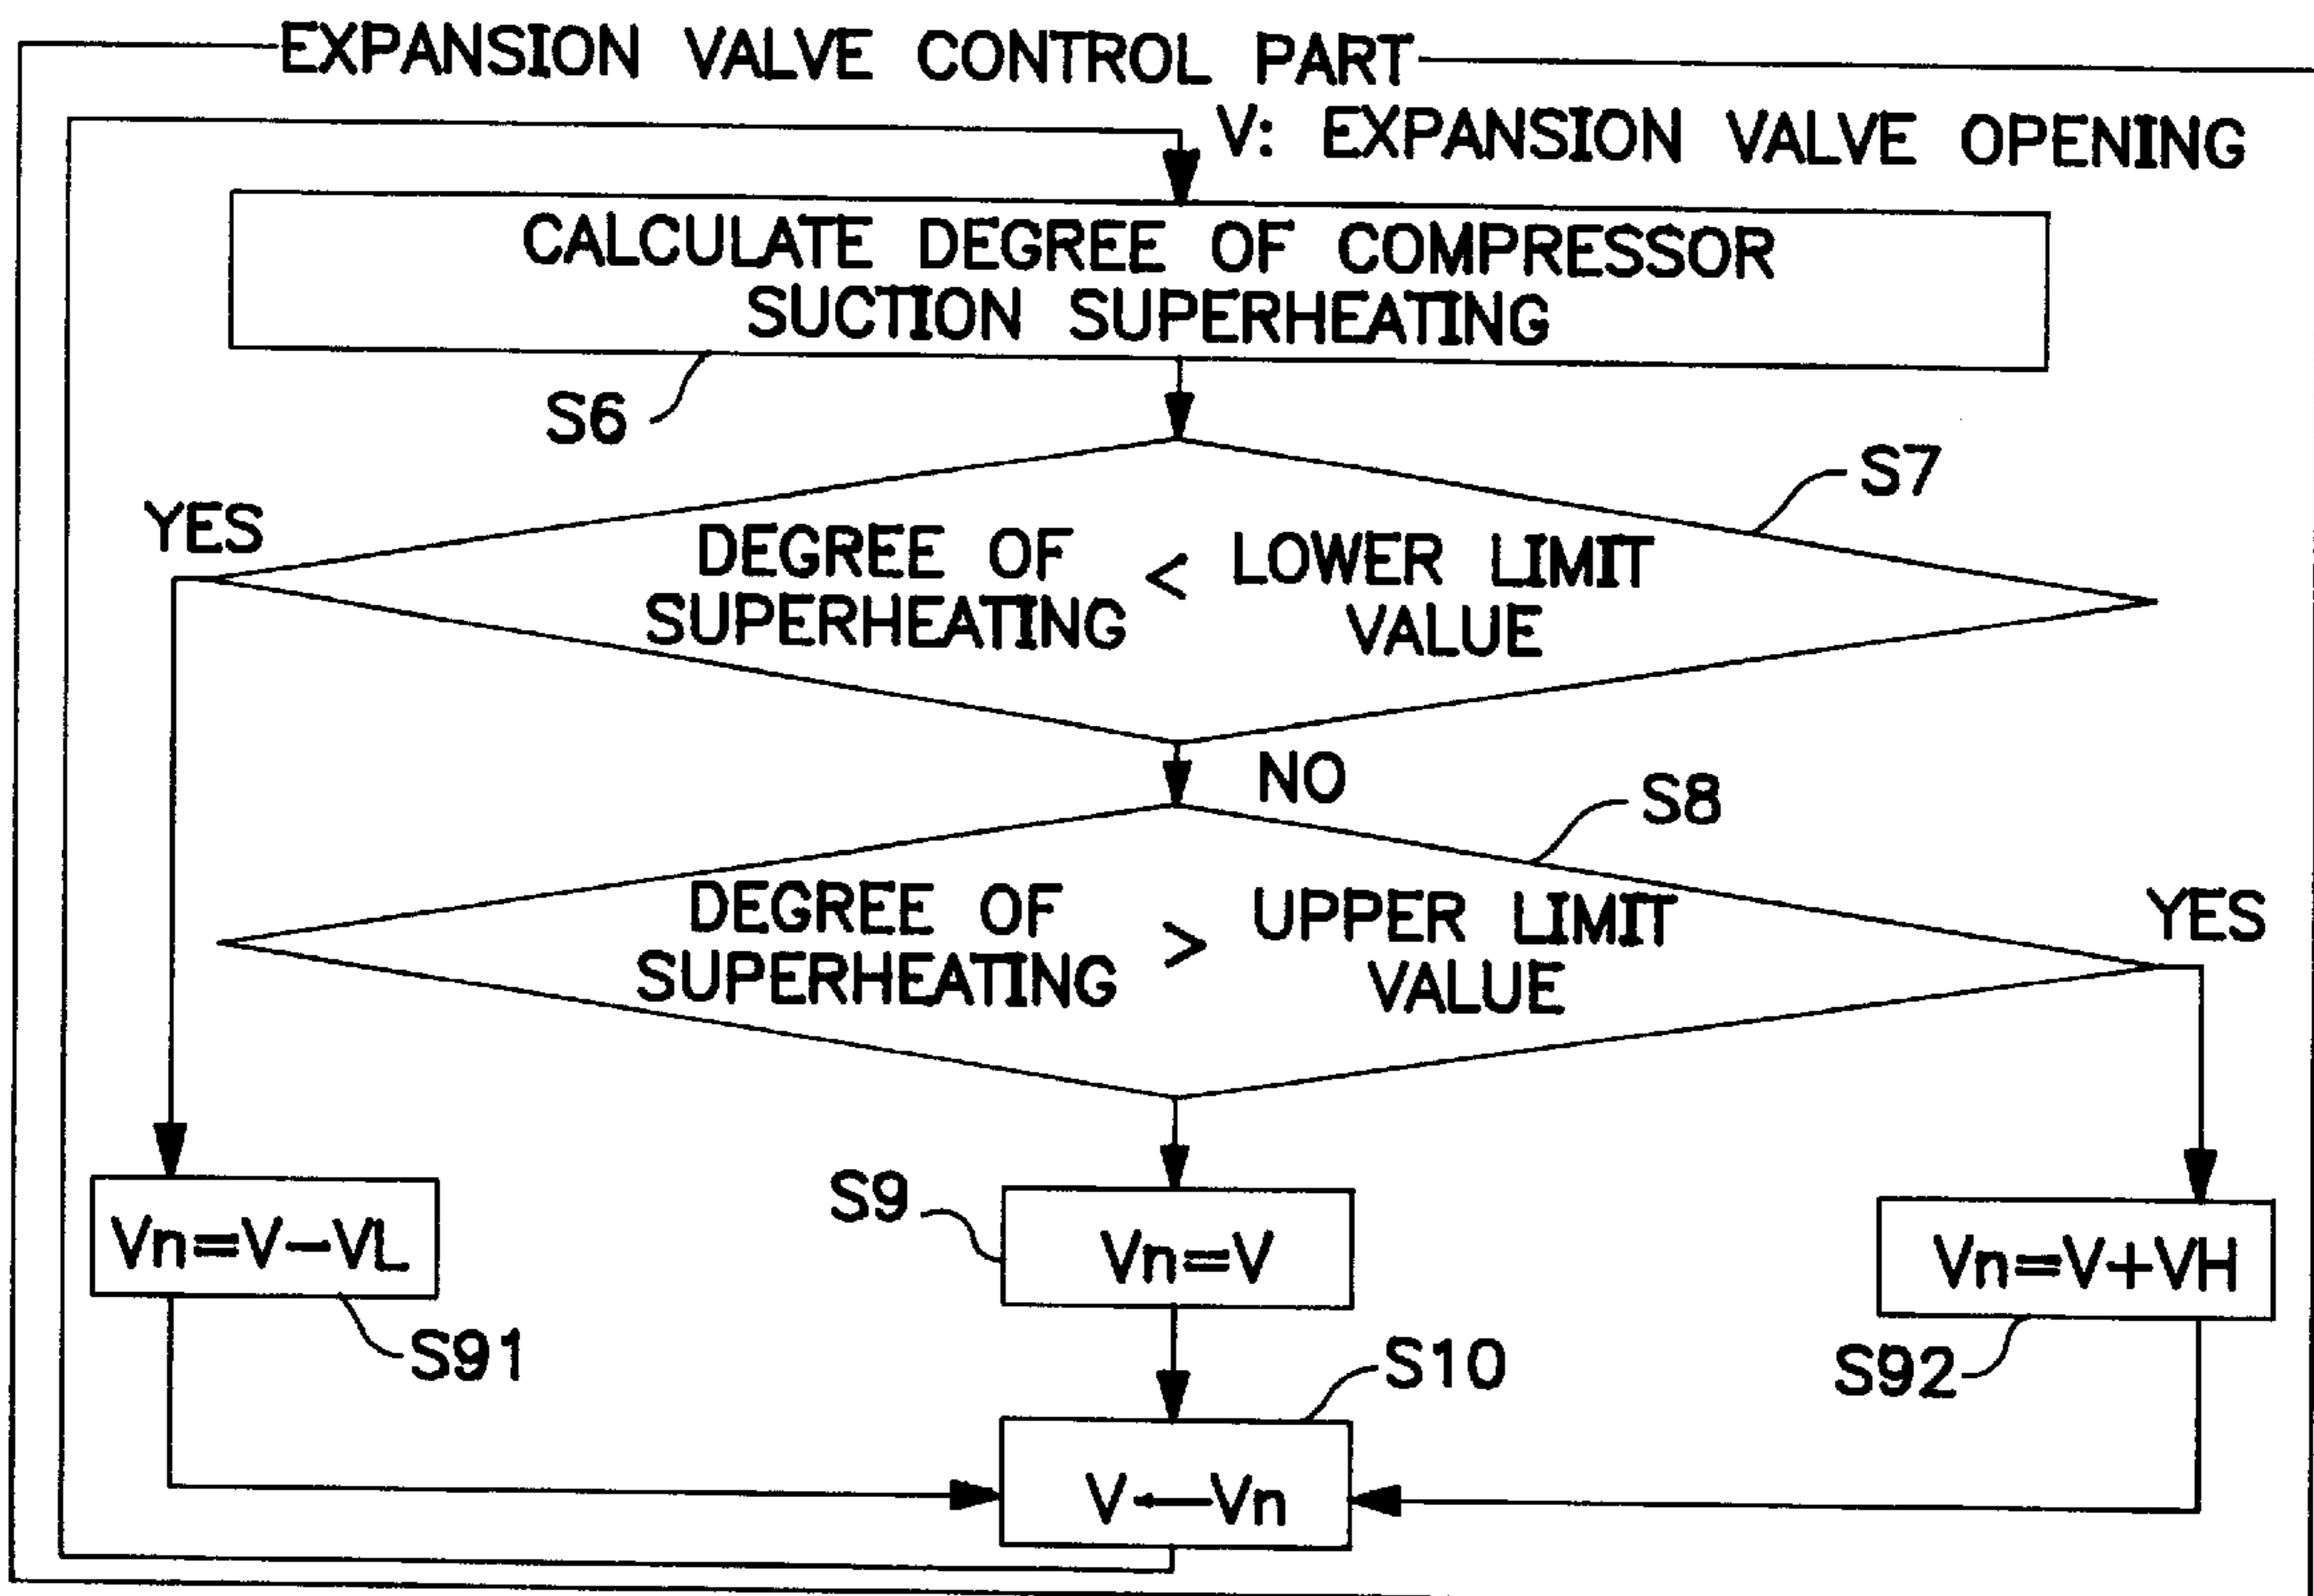 EXPANSION VALVE CONTROL PART
V: EXPANSION VALVE OPENING
CALCULATE DEGREE OF COMPRESSOR
SUCTION SUPERHEATING
S6
S7
YES
DEGREE OF
SUPERHEATING
<
LOWER LIMIT
VALUE
NO
S8
DEGREE OF
SUPERHEATING
>
UPPER LIMIT
VALUE
YES
Vn=V−VL
S91
S9
Vn=V
Vn=V+VH
S92
S10
V←Vn